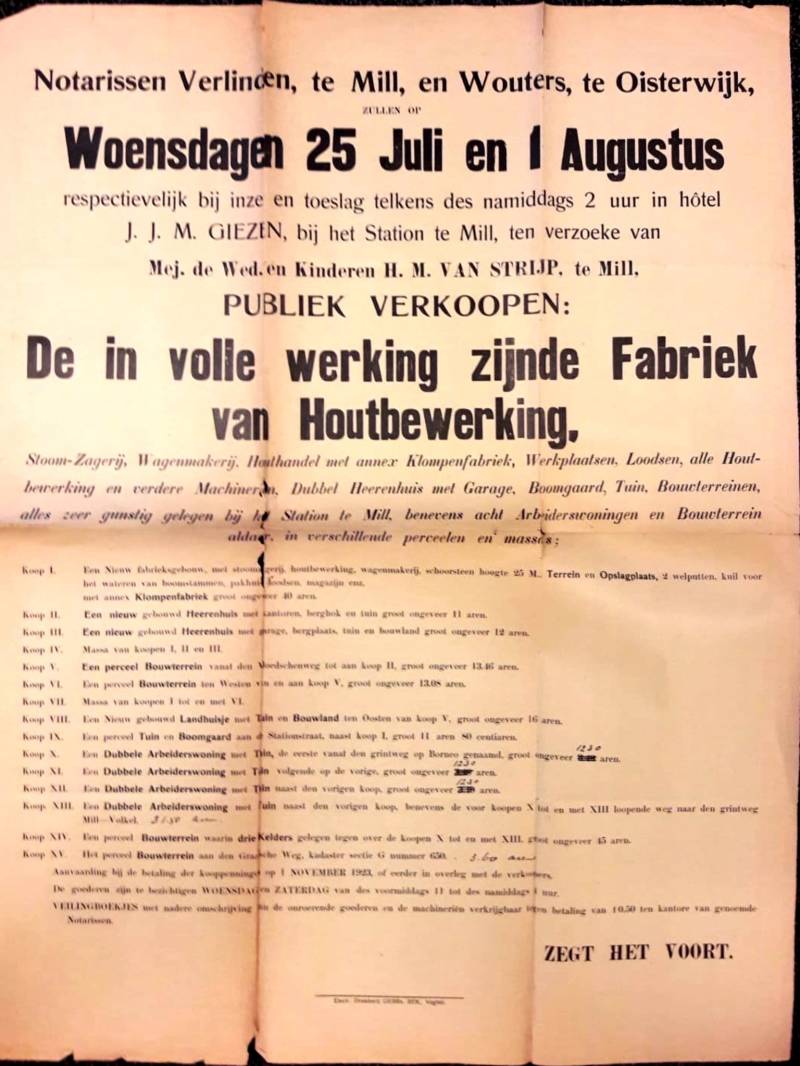 Notarissen Verlinden, te Mill, en Wouters, te Oisterwijk,
ZULLEN OP
Woensdagen 25 Juli en 1 Augustus
respectievelijk bij inze en toeslag telkens des namiddags 2 uur in hôtel
J. J. M. GIEZEN, bij het Station te Mill, ten verzoeke van
Mej. de Wed. en Kinderen H. M. VAN STRIJP, te Mill,
PUBLIEK VERKOOPEN:
De in volle werking zijnde Fabriek
van Houtbewerking,
Stoom-Zagerij, Wagenmakerij, Houthandel met annex Klompenfabriek, Werkplaatsen, Loodsen, alle Hout-
bewerking en verdere Machineren, Dubbel Heerenhuis met Garage, Boomgaard, Tuin, Bouwterreinen,
alles zeer gunstig gelegen bij het Station te Mill, benevens acht Arbeiderswoningen en Bouwterrein
aldaar, in verschillende perceelen en massa's;
Koop I. Een Nieuw fabrieksgebouw, met stoomzagerij, houtbewerking, wagenmakerij, schoorsteen hoogte 25 M., Terrein en Opslagplaats, 2 welputten, kuil voor
het wateren van boomstammen, pakhuis, loodsen, magazijn enz.
met annex Klompenfabriek groot ongeveer 40 aren.
Koop II. Een nieuw gebouwd Heerenhuis met kantoren, berghok en tuin groot ongeveer 11 aren.
Koop III. Een nieuw gebouwd Heerenhuis met garage, bergplaats, tuin en bouwland groot ongeveer 12 aren.
Koop IV. Massa van koopen I, II en III.
Koop V. Een perceel Bouwterrein vanaf den Wordschenweg tot aan koop II, groot ongeveer 13.46 aren.
Koop VI. Een perceel Bouwterrein ten Westen van en aan koop V, groot ongeveer 13.08 aren.
Koop VII. Massa van koopen I tot en met VI.
Koop VIII. Een Nieuw gebouwd Landhuisje met Tuin en Bouwland ten Oosten van koop V, groot ongeveer 16 aren.
Koop IX. Een perceel Tuin en Boomgaard aan de Stationstraat, naast koop I, groot 11 aren 80 centiaren.
Koop X. Een Dubbele Arbeiderswoning met Tuin, de eerste vanaf den grintweg op Borneo genaamd, groot ongeveer 1230 aren.
Koop XI. Een Dubbele Arbeiderswoning met Tuin volgende op de vorige, groot ongeveer 1230 aren.
Koop XII. Een Dubbele Arbeiderswoning met Tuin naast den vorigen koop, groot ongeveer 1230 aren.
Koop XIII. Een Dubbele Arbeiderswoning met Tuin naast den vorigen koop, benevens de voor koopen X tot en met XIII loopende weg naar den grintweg
Mill—Volkel.
Koop XIV. Een perceel Bouwterrein waarin drie Kelders gelegen tegen over de koopen X tot en met XIII, groot ongeveer 45 aren.
Koop XV. Het perceel Bouwterrein aan den Graafsche Weg, kadaster sectie G nummer 650. 3.60 aren
Aanvaarding bij de betaling der kooppenningen op 1 NOVEMBER 1923, of eerder in overleg met de verkoopers.
De goederen zijn te bezichtigen WOENSDAG en ZATERDAG van des voormiddags 11 tot des namiddags uur.
VEILINGBOEKJES met nadere omschrijving van de onroerende goederen en de machineriën verkrijgbaar tegen betaling van f 0,50 ten kantore van genoemde
Notarissen.
ZEGT HET VOORT.
Electr. Drukkerij GEBRs. BEK, Veghel.